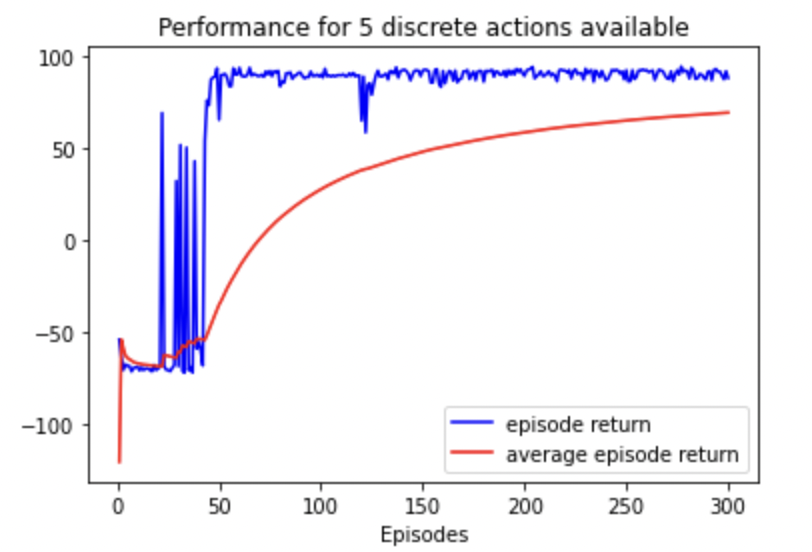 Performance for 5 discrete actions available
100
50
0
−50
−100
episode return
average episode return
0 50 100 150 200 250 300
Episodes